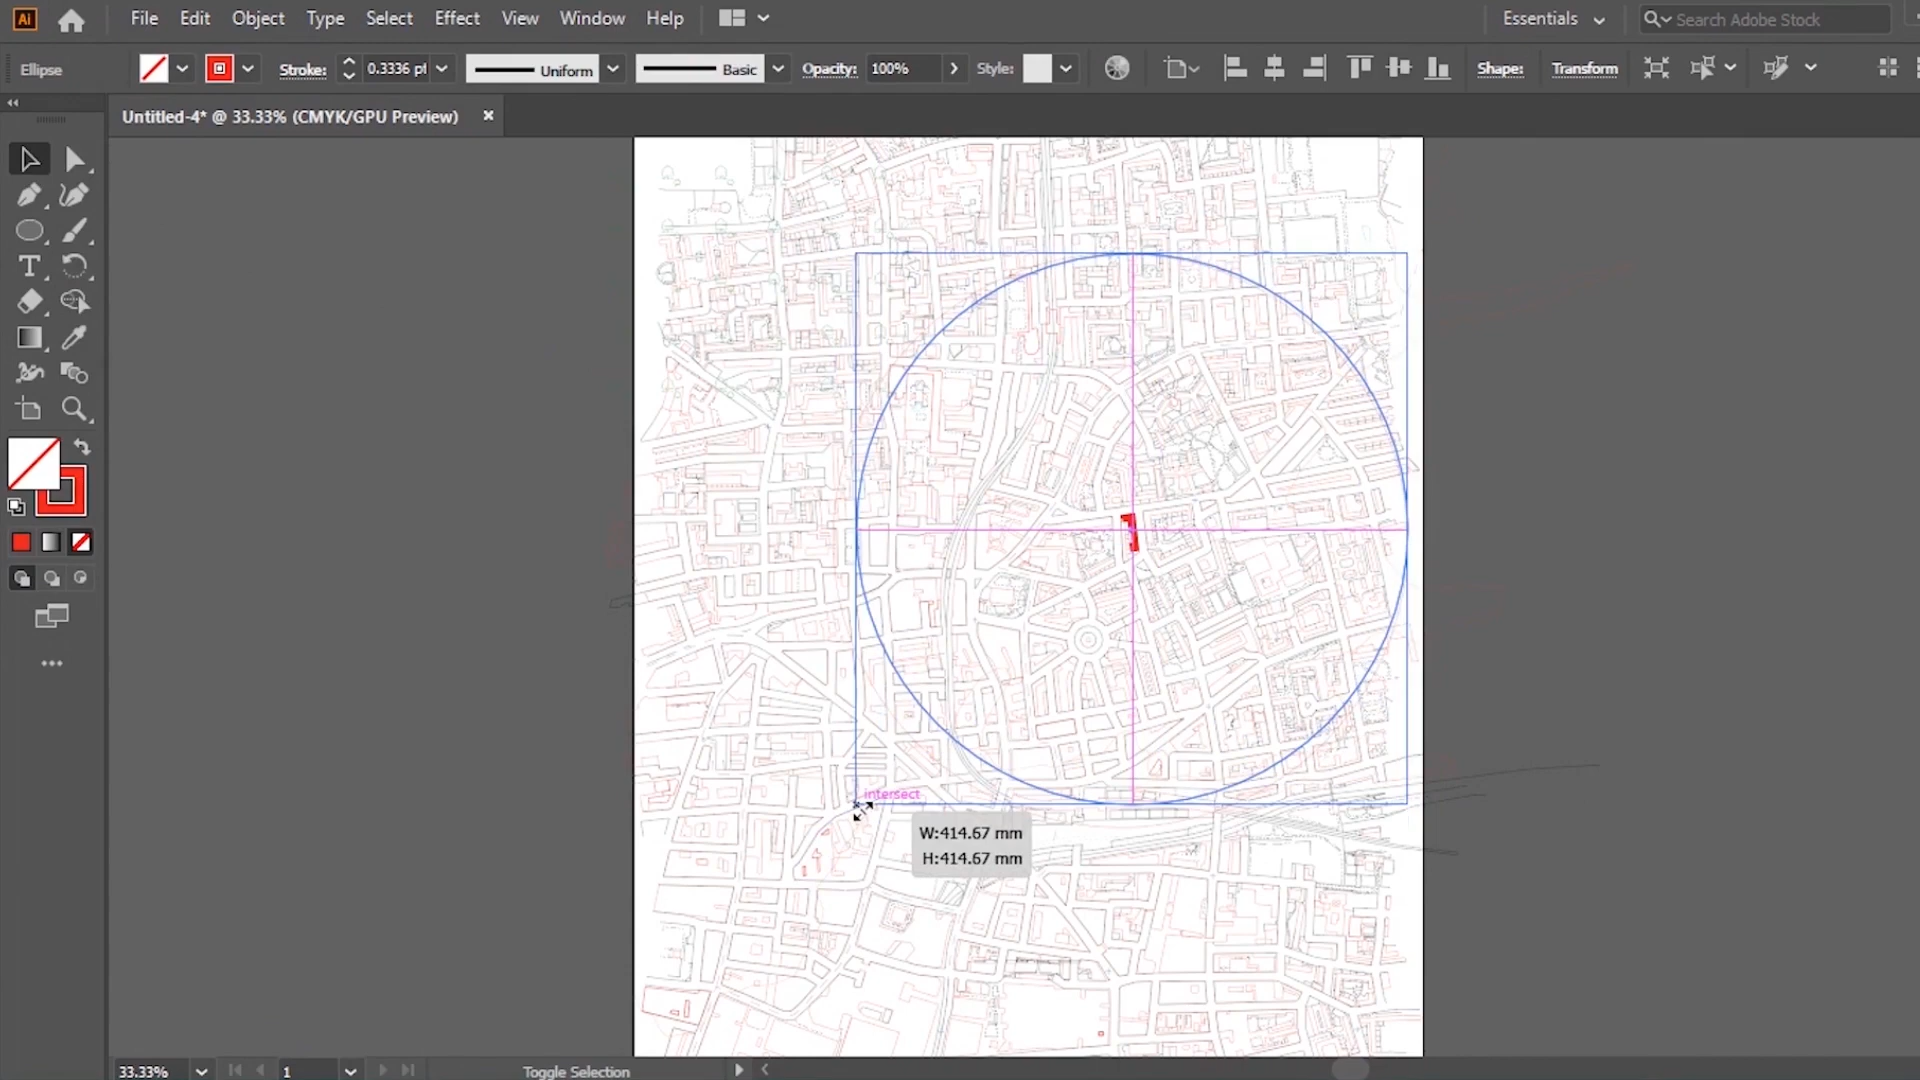 Ai File Edit Object Type Select Effect View Window Help Essentials Search Adobe Stock
Ellipse Stroke: 0.3336 pt Uniform Basic Opacity: 100% Style: Shape: Transform
Untitled-4* @ 33.33% (CMYK/GPU Preview) ×
intersect
W:414.67 mm
H:414.67 mm
33.33% 1 Toggle Selection